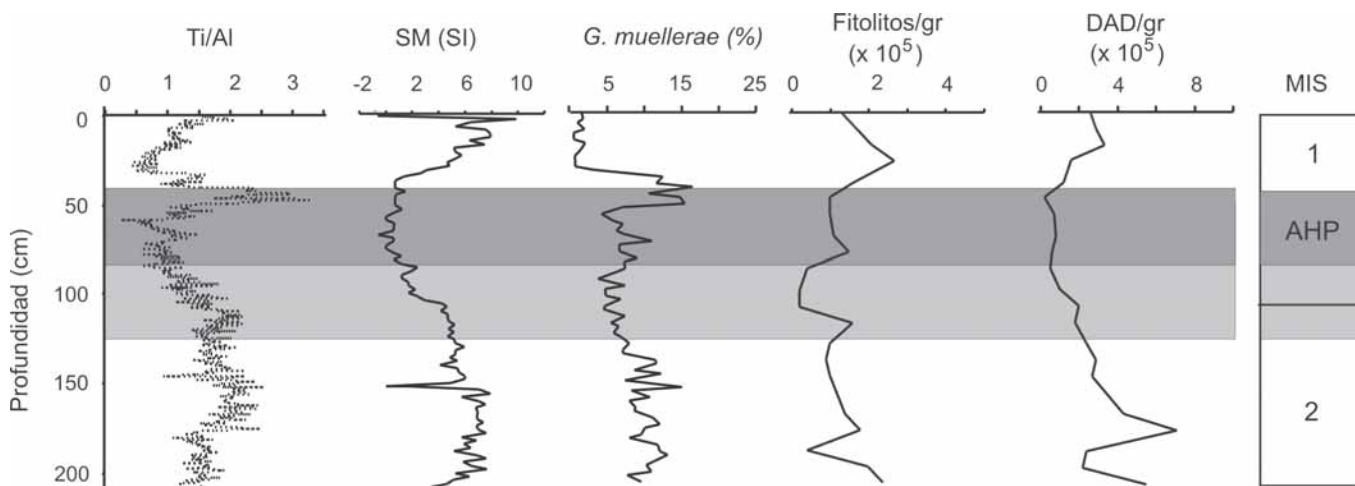 Ti/Al
SM (SI)
G. muellerae (%)
Fitolitos/gr
(x 10⁵)
DAD/gr
(x 10⁵)
MIS
0 1 2 3
-2 2 6 10
5 15 25
0 2 4
0 4 8
Profundidad (cm)
0
50
100
150
200
1
AHP
2